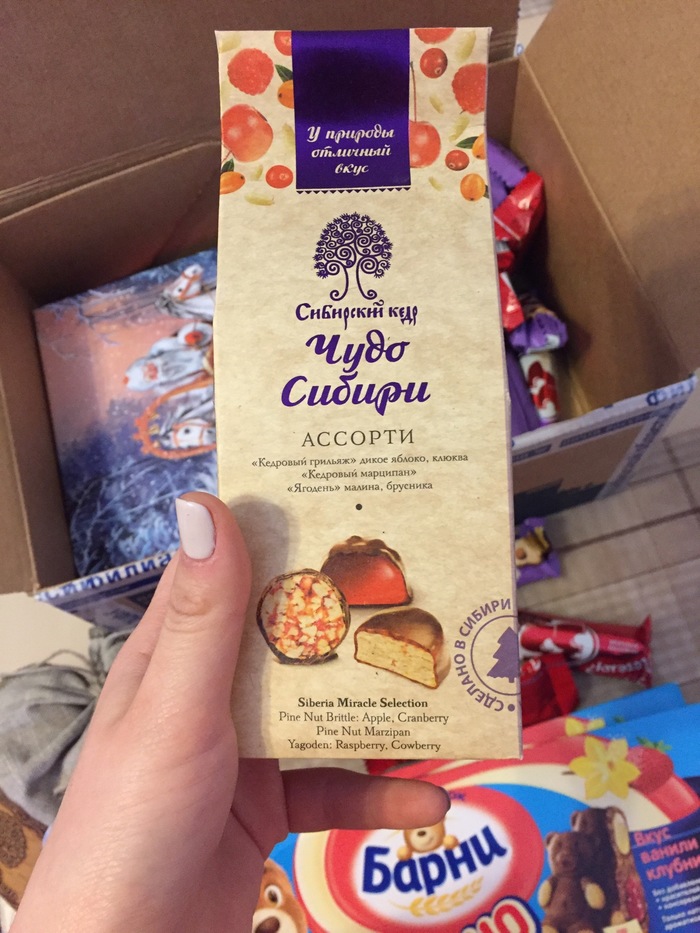 У природы
отличный
вкус
Сибирский кедр
Чудо
Сибири
АССОРТИ
«Кедровый грильяж» дикое яблоко, клюква
«Кедровый марципан»
«Ягодень» малина, брусника
СДЕЛАНО В СИБИРИ
Siberia Miracle Selection
Pine Nut Brittle: Apple, Cranberry
Pine Nut Marzipan
Yagoden: Raspberry, Cowberry
Барни
Вкус
ванили